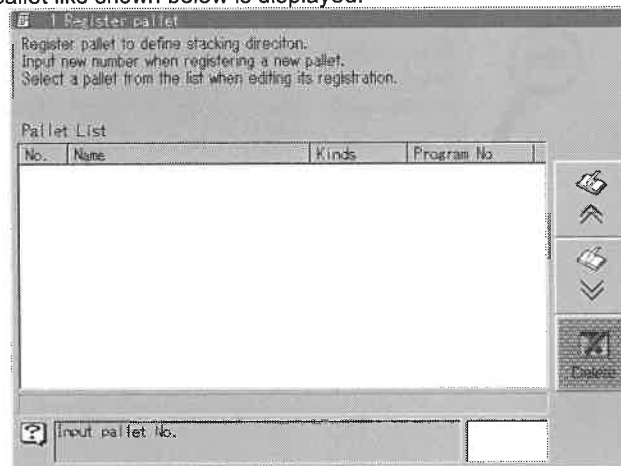 pallet like shown below is displayed.
1 Register pallet
Register pallet to define stacking direciton.
Input new number when registering a new pallet.
Select a pallet from the list when editing its registration.
Pallet List
No. Name Kinds Program No
Delete
Input pallet No.